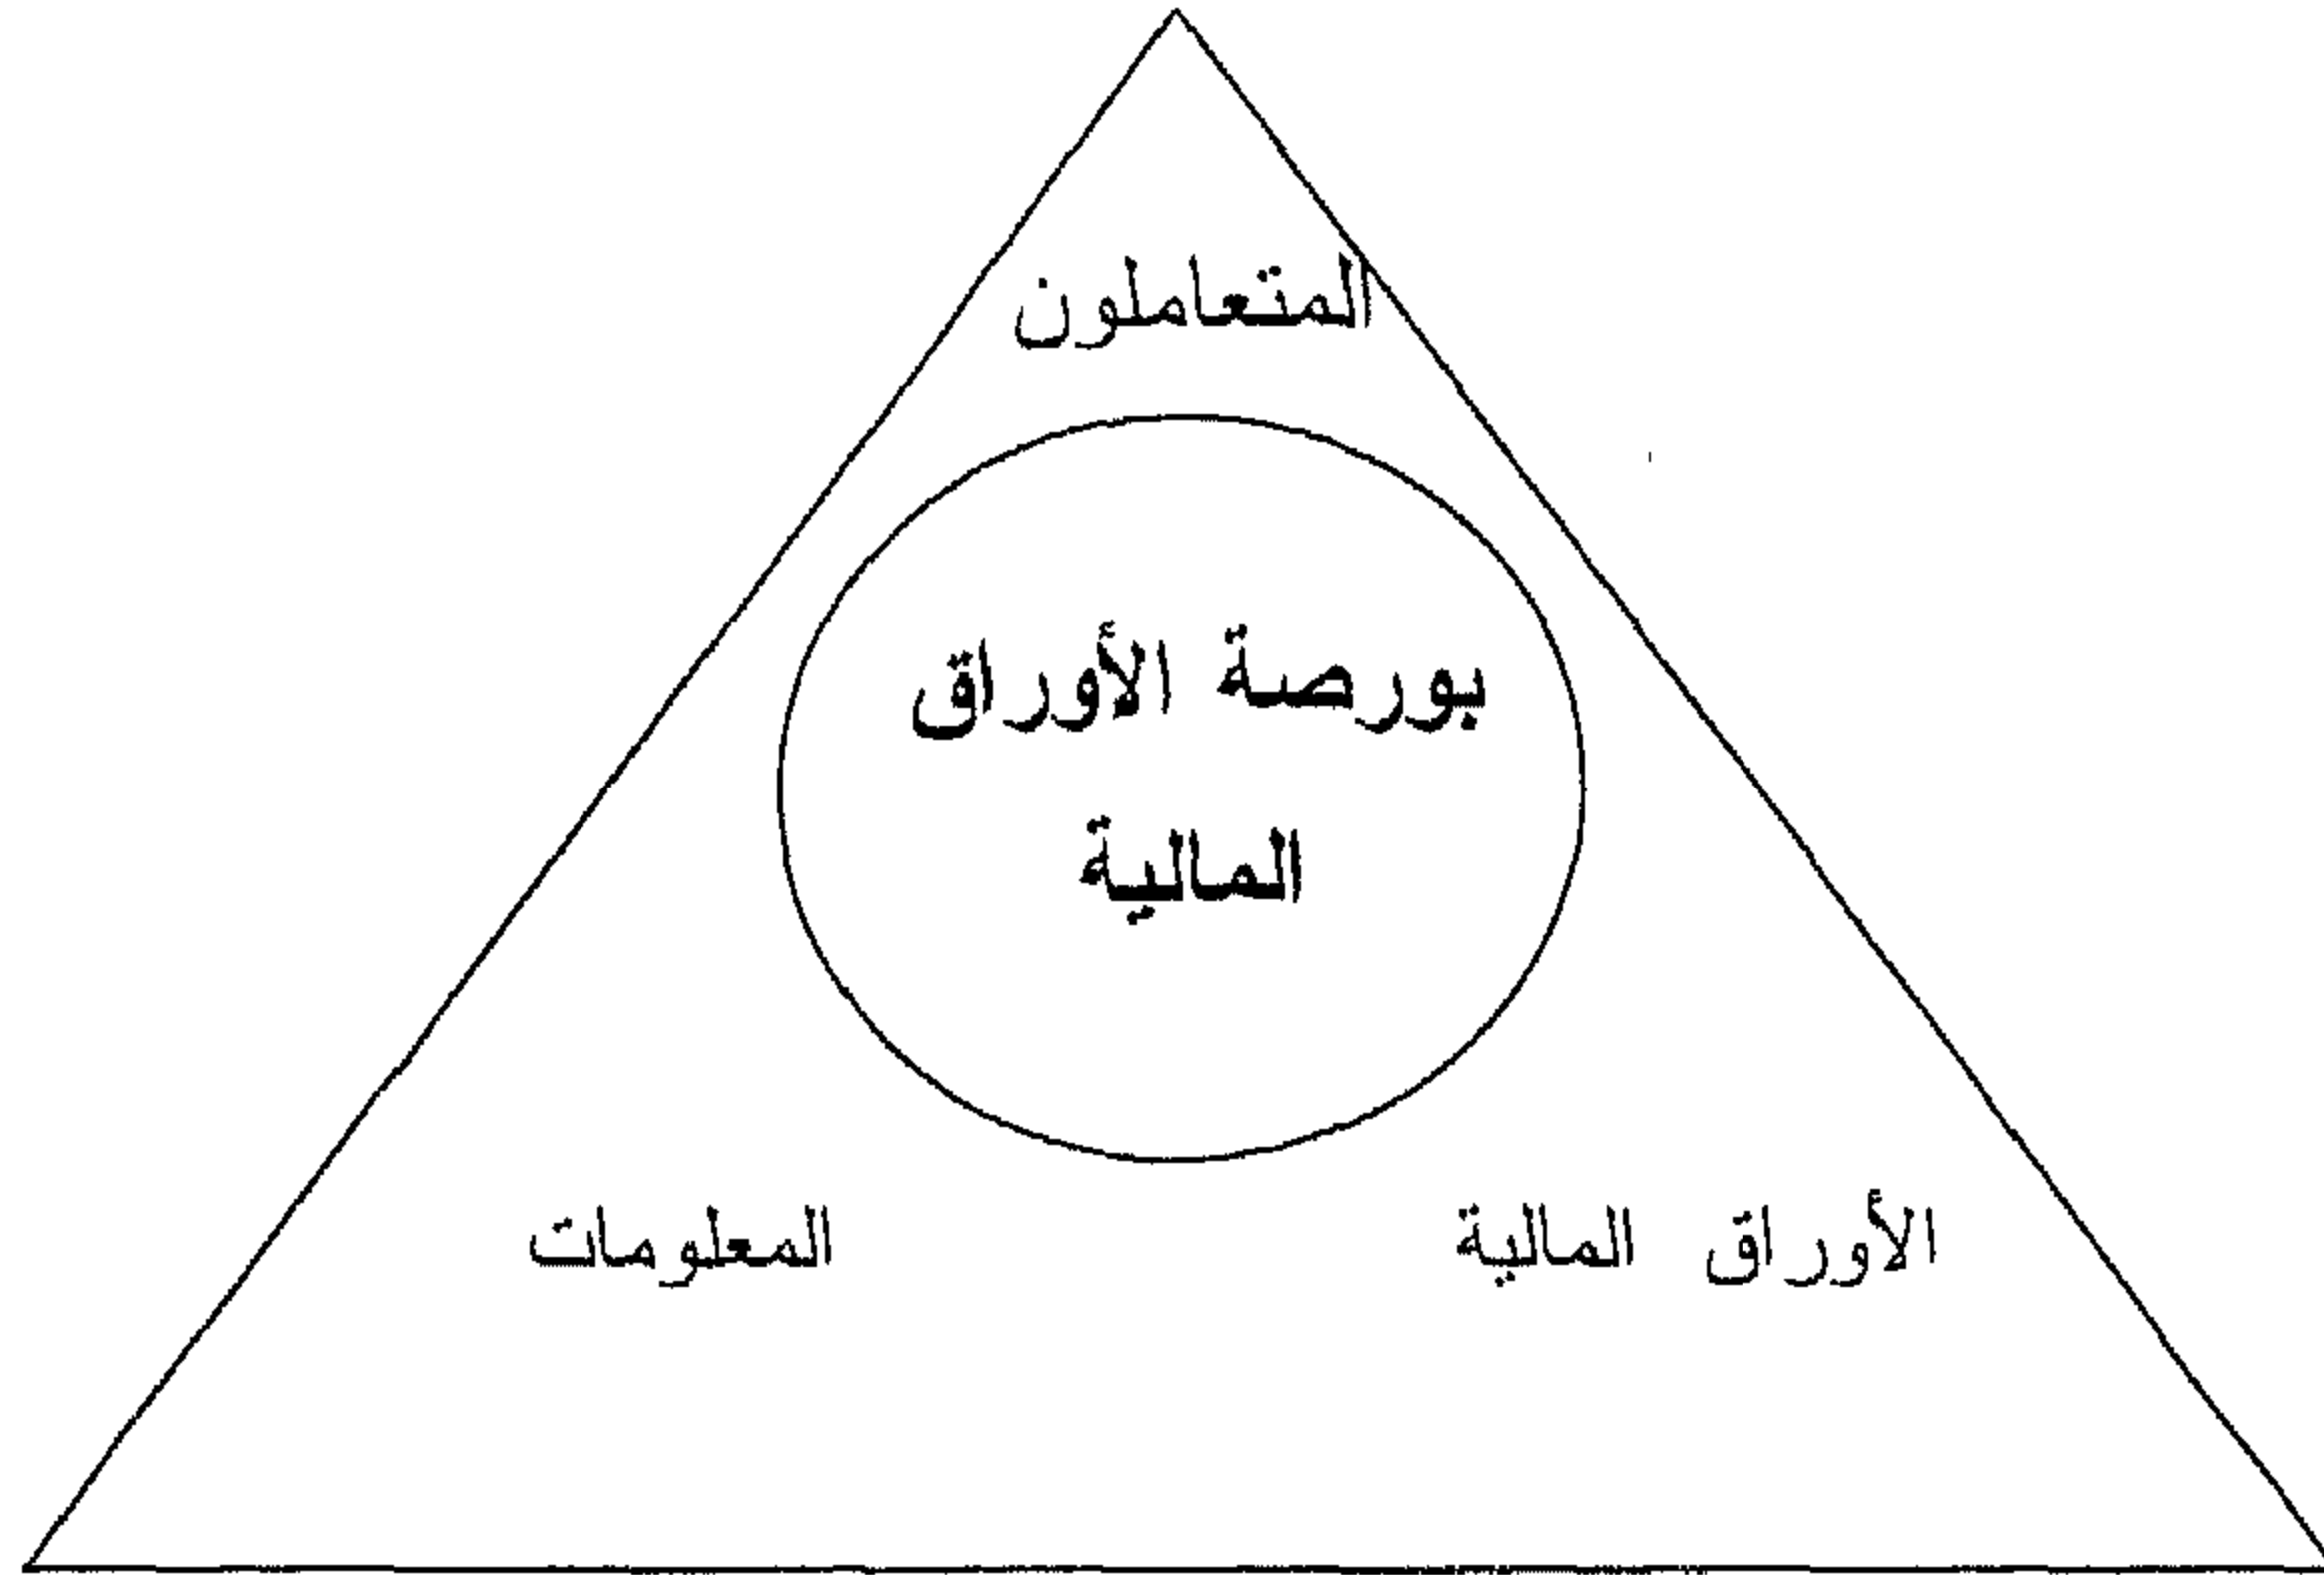 المتعاملون
بورصة الأوراق
المالية
الأوراق المالية
المعلومات